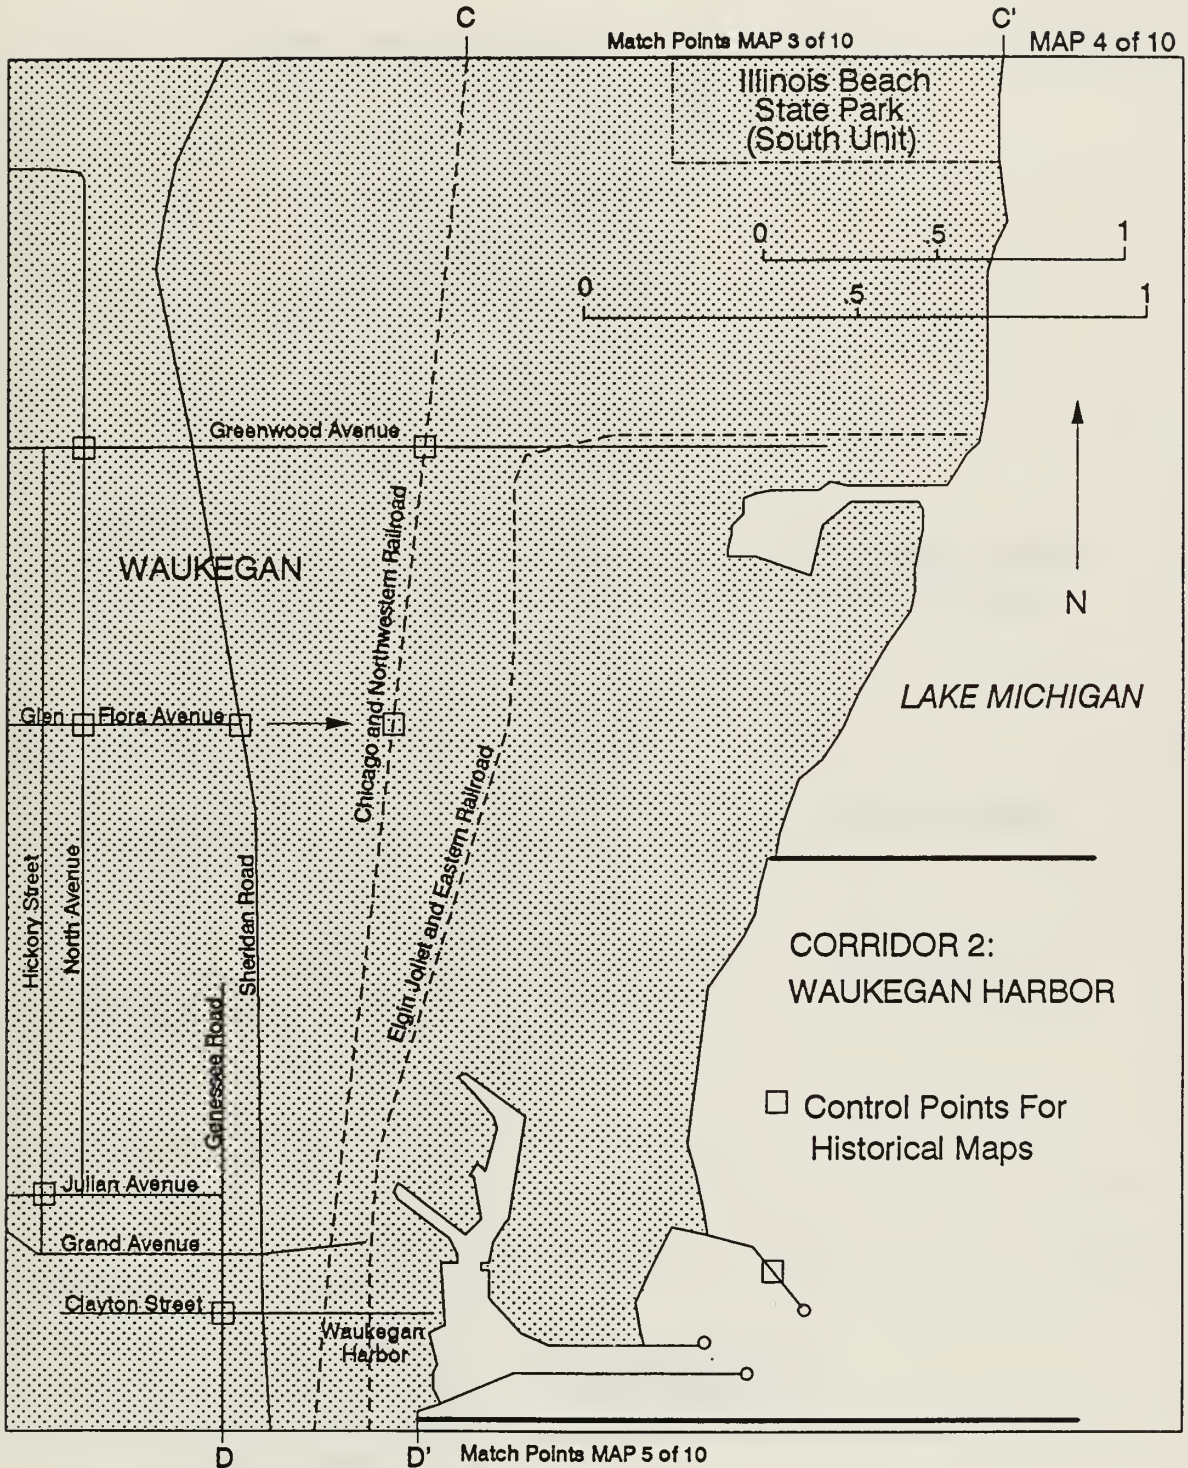 C
C'
Match Points MAP 3 of 10
MAP 4 of 10
Illinois Beach
State Park
(South Unit)
0 .5 1
0 .5 1
Greenwood Avenue
WAUKEGAN
Chicago and Northwestern Railroad
N
LAKE MICHIGAN
Glen Flora Avenue
Elgin Joliet and Eastern Railroad
Hickory Street
North Avenue
Sheridan Road
Genessee Road
CORRIDOR 2:
WAUKEGAN HARBOR
Control Points For
Historical Maps
Julian Avenue
Grand Avenue
Clayton Street
Waukegan
Harbor
D
D'
Match Points MAP 5 of 10